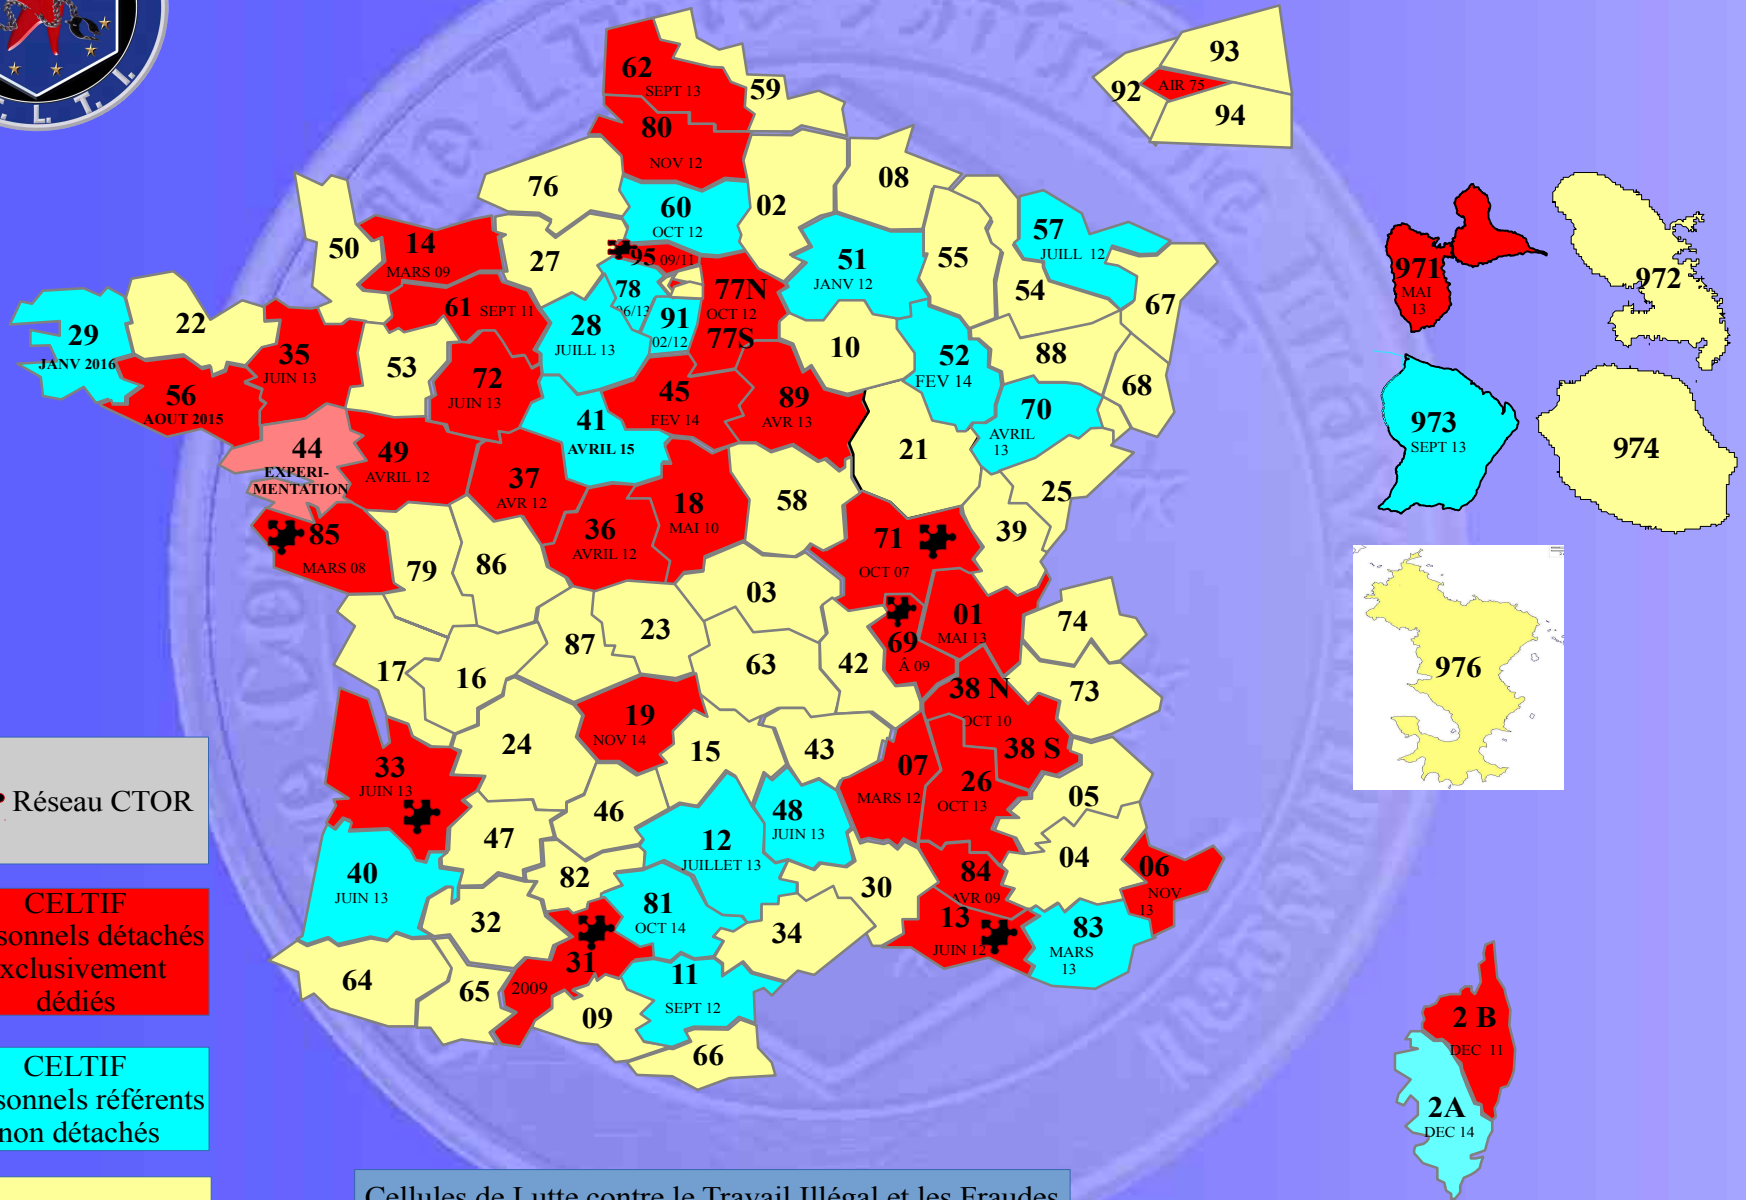 . L. T. I.
62
SEPT 13
59
80
NOV 12
93
92
AIR 75
94
76
60
OCT 12
02
08
50
14
MARS 09
27
95 09/11
51
JANV 12
55
57
JUILL 12
54
67
971
MAI
13
972
29
JANV 2016
22
61 SEPT 11
78
06/13
28
JUILL 13
91
02/12
77N
OCT 12
77S
10
52
FEV 14
88
68
35
JUIN 13
53
72
JUIN 13
56
AOUT 2015
45
FEV 14
89
AVR 13
41
AVRIL 15
70
AVRIL
13
21
973
SEPT 13
974
44
EXPERI-
MENTATION
49
AVRIL 12
37
AVR 12
36
AVRIL 12
18
MAI 10
58
25
39
85
MARS 08
79
86
71
OCT 07
03
01
MAI 13
74
976
87
23
63
42
69
Â 09
17
16
38 N
OCT 10
38 S
73
19
NOV 14
24
15
43
07
MARS 12
26
OCT 13
05
33
JUIN 13
46
48
JUIN 13
47
12
JUILLET 13
04
06
NOV
13
40
JUIN 13
82
30
84
AVR 09
81
OCT 14
32
34
13
JUIN 12
83
MARS
13
31
2009
64
65
11
SEPT 12
09
66
2 B
DEC 11
2A
DEC 14
Réseau CTOR
CELTIF
sonnels détachés
xclusivement
dédiés
CELTIF
sonnels référents
non détachés
Cellules de Lutte contre le Travail Illégal et les Fraudes